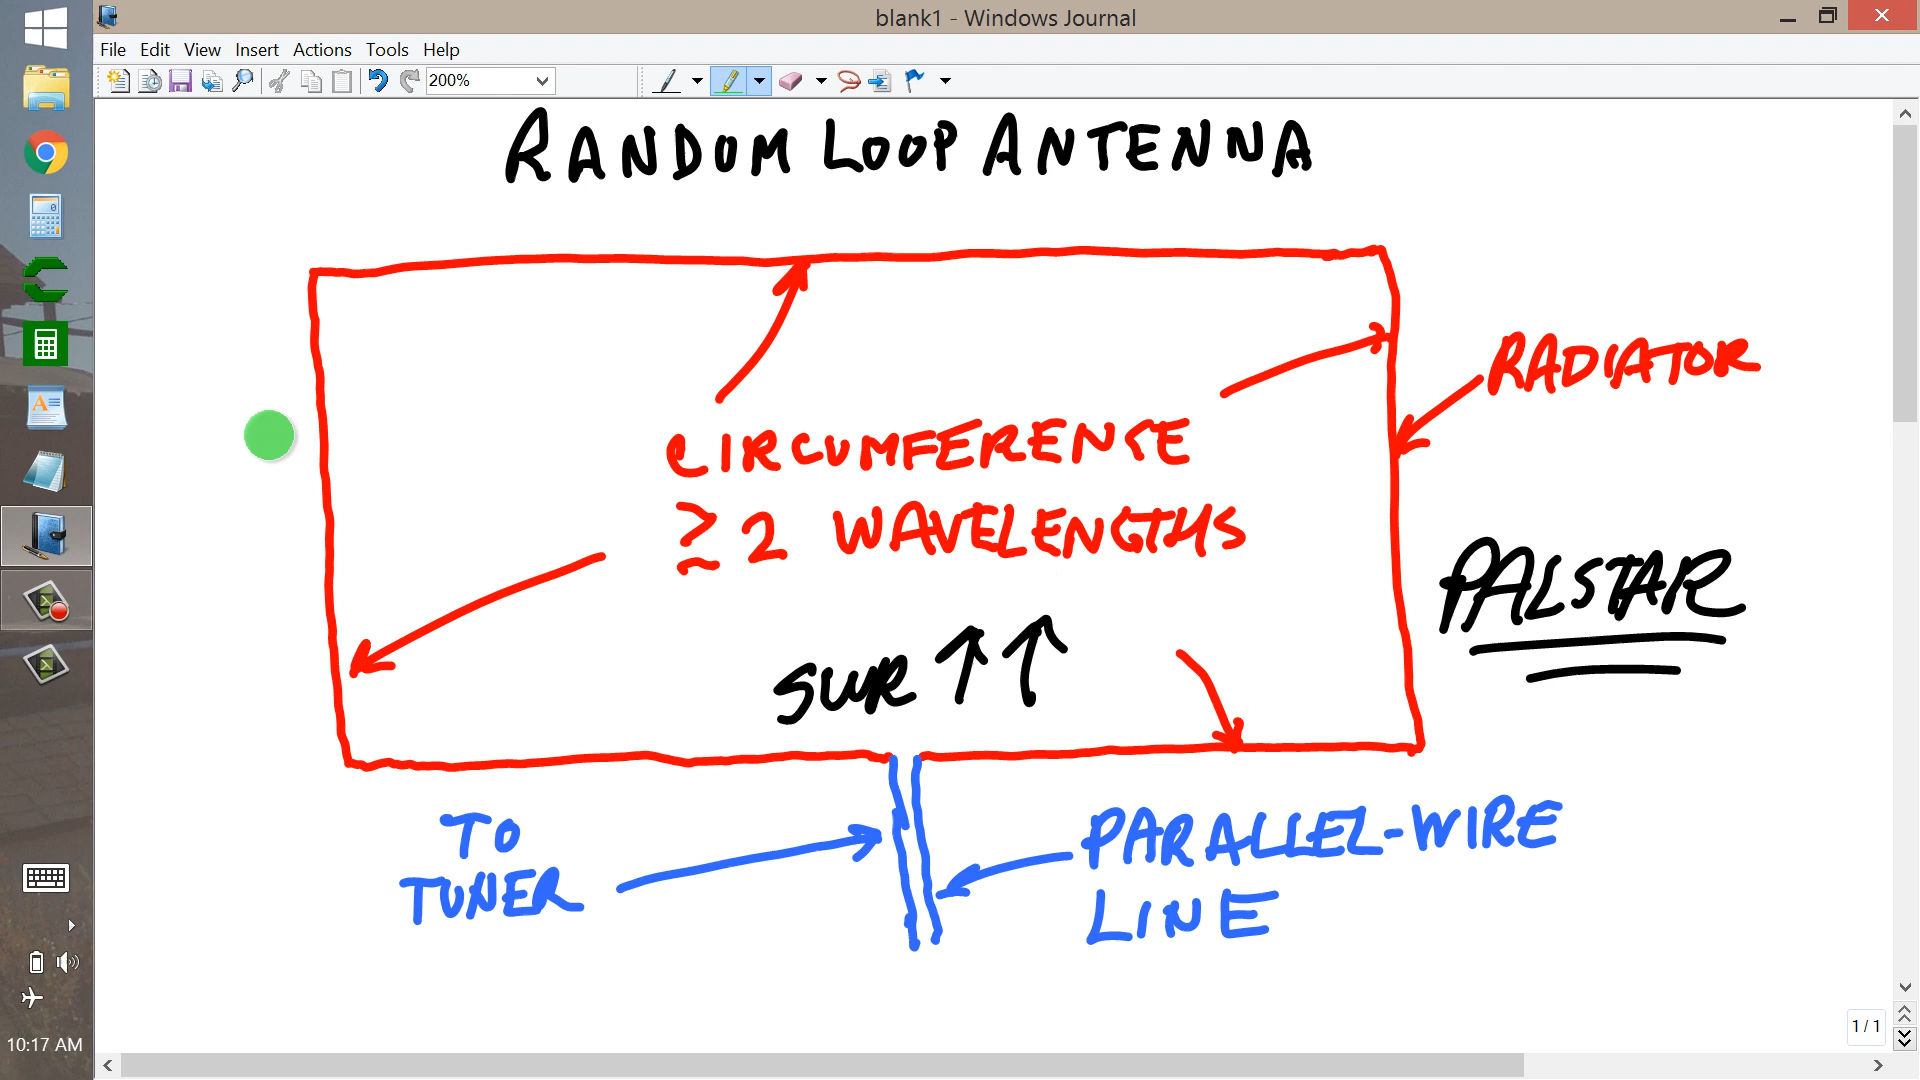 blank1 - Windows Journal
File Edit View Insert Actions Tools Help
200%
RANDOM LOOP ANTENNA
RADIATOR
CIRCUMFERENCE
≥ 2 WAVELENGTHS
PALSTAR
SWR ↑↑
TO
TUNER
PARALLEL-WIRE
LINE
1 / 1
10:17 AM